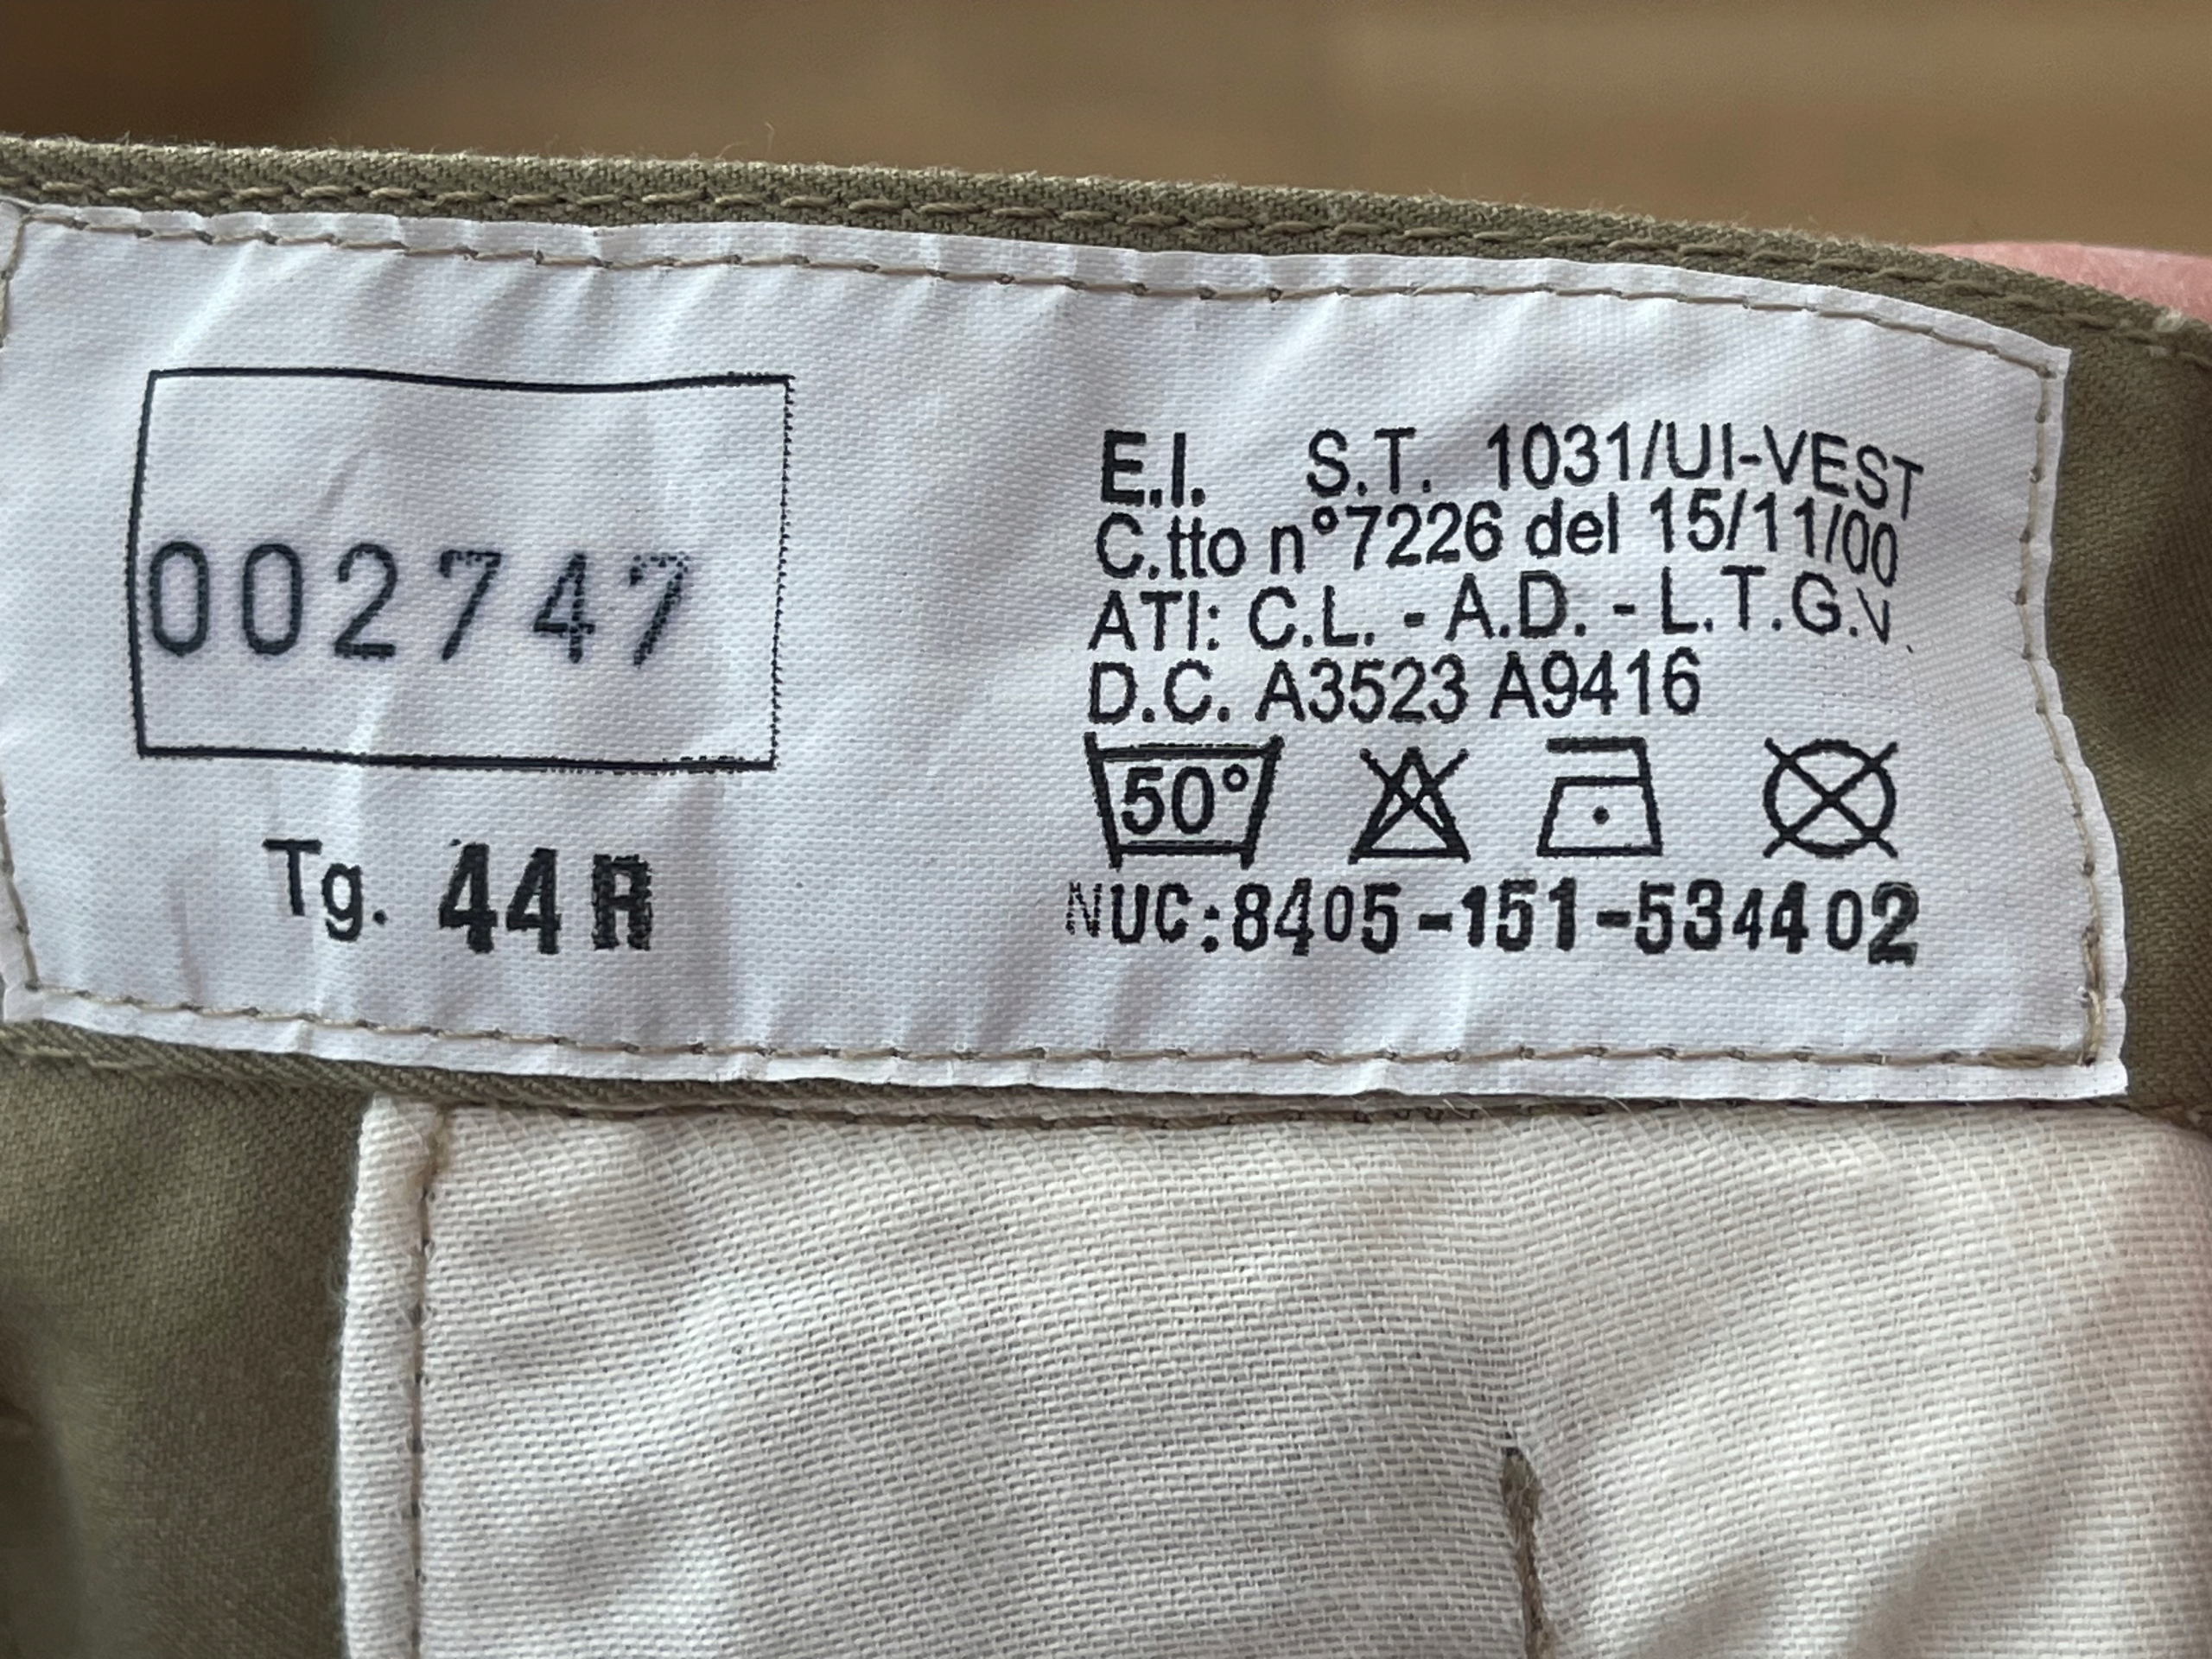 002747
Tg. 44 R
E.I. S.T. 1031/UI-VEST
C.tto n°7226 del 15/11/00
ATI: C.L. - A.D. - L.T.G.V.
D.C. A3523 A9416
50°
NUC:8405-151-534402